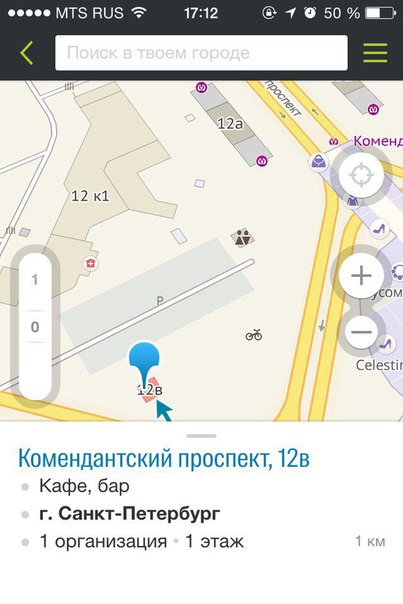 MTS RUS 17:12 50 %
Поиск в твоем городе
проспект
12а
Коменд
12 к1
1
0
P
усом
Celestin
12в
Комендантский проспект, 12в
Кафе, бар
г. Санкт-Петербург
1 организация • 1 этаж 1 км